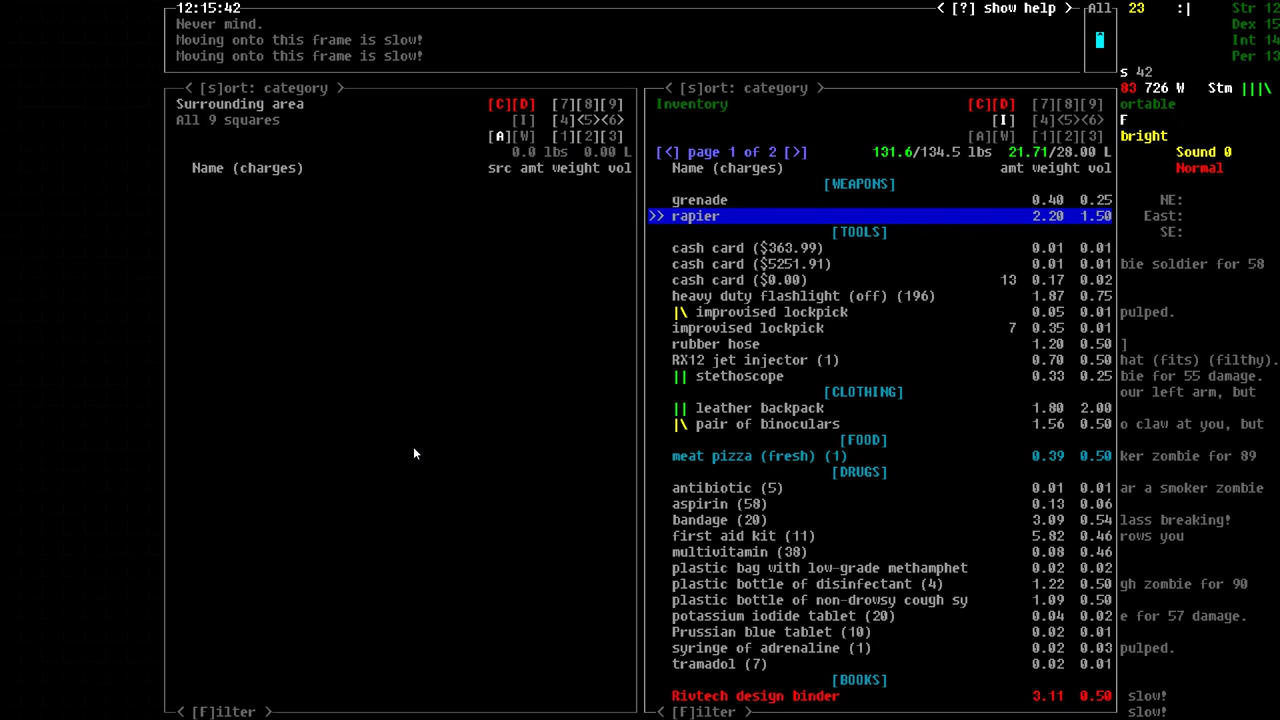 12:15:42 < [?] show help > All 23 :| Str 12
Never mind. Dex 15
Moving onto this frame is slow! ^ Int 14
Moving onto this frame is slow! Per 13
s 42
< [s]ort: category > < [s]ort: category > 83 726 W Stm |||\
Surrounding area [C][D] [7][8][9] Inventory [C][D] [7][8][9] ortable
All 9 squares [I] [4]<5><6> [I] [4]<5><6> F
[A][W] [1][2][3] [A][W] [1][2][3] bright
0.0 lbs 0.00 L [<] page 1 of 2 [>] 131.6/134.5 lbs 21.71/28.00 L Sound 0
Name (charges) src amt weight vol Name (charges) amt weight vol Normal
[WEAPONS]
grenade 0.40 0.25 NE:
>> rapier 2.20 1.50 East:
[TOOLS] SE:
cash card ($363.99) 0.01 0.01
cash card ($5251.91) 0.01 0.01 bie soldier for 58
cash card ($0.00) 13 0.17 0.02
heavy duty flashlight (off) (196) 1.87 0.75
|\ improvised lockpick 0.05 0.01 pulped.
improvised lockpick 7 0.35 0.01
rubber hose 1.20 0.50 ]
RX12 jet injector (1) 0.70 0.50 hat (fits) (filthy).
|| stethoscope 0.33 0.25 bie for 55 damage.
[CLOTHING] our left arm, but
|| leather backpack 1.80 2.00
|\ pair of binoculars 1.56 0.50 o claw at you, but
[FOOD]
meat pizza (fresh) (1) 0.39 0.50 ker zombie for 89
[DRUGS]
antibiotic (5) 0.01 0.01 ar a smoker zombie
aspirin (58) 0.13 0.06
bandage (20) 3.09 0.54 lass breaking!
first aid kit (11) 5.82 0.46 rows you
multivitamin (38) 0.08 0.46
plastic bag with low-grade methamphet 0.02 0.02
plastic bottle of disinfectant (4) 1.22 0.50 gh zombie for 90
plastic bottle of non-drowsy cough sy 1.09 0.50
potassium iodide tablet (20) 0.04 0.02 e for 57 damage.
Prussian blue tablet (10) 0.02 0.01
syringe of adrenaline (1) 0.02 0.03 pulped.
tramadol (7) 0.02 0.01
[BOOKS]
Rivtech design binder 3.11 0.50 slow!
< [F]ilter > < [F]ilter > slow!